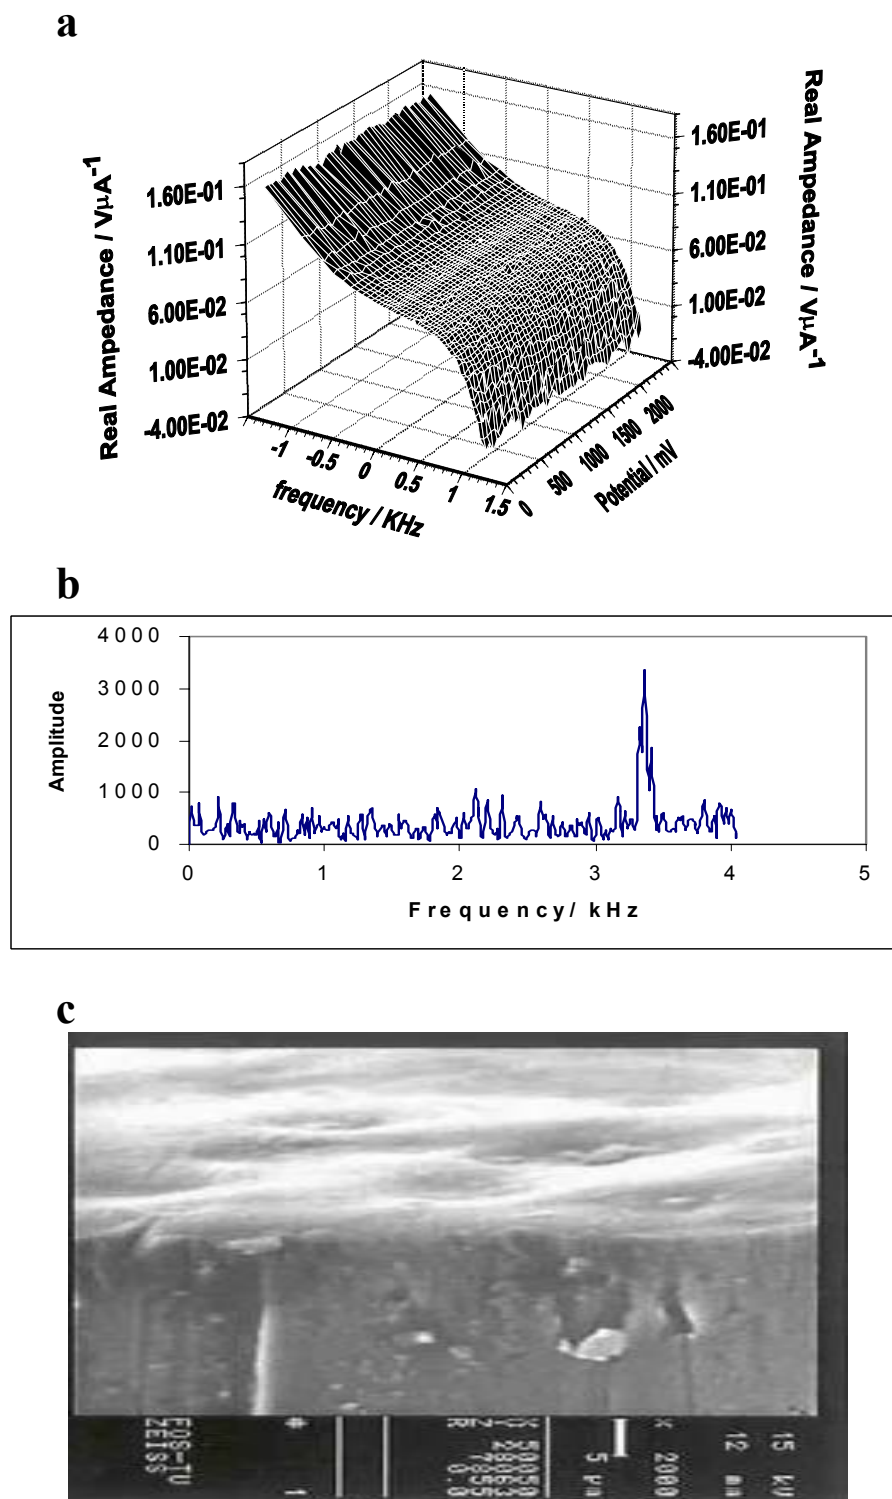 a
Real Ampedance / VµA-1
1.60E-01
1.10E-01
6.00E-02
1.00E-02
-4.00E-02
Real Ampedance / VµA-1
1.60E-01
1.10E-01
6.00E-02
1.00E-02
-4.00E-02
-1
-0.5
0
0.5
1
1.5
frequency / KHz
0
500
1000
1500
2000
Potential / mV
b
4000
3000
2000
1000
0
Amplitude
0 1 2 3 4 5
Frequency/ kHz
c
15 kU
12 mm
x 2000
5 µm
ZEISS